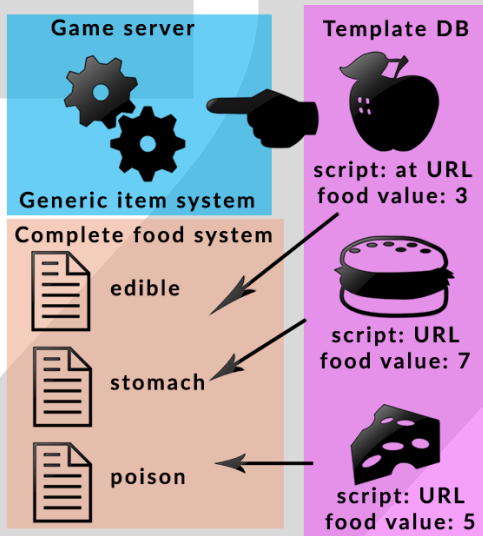 Game server
Generic item system
Template DB
script: at URL
food value: 3
script: URL
food value: 7
script: URL
food value: 5
Complete food system
edible
stomach
poison